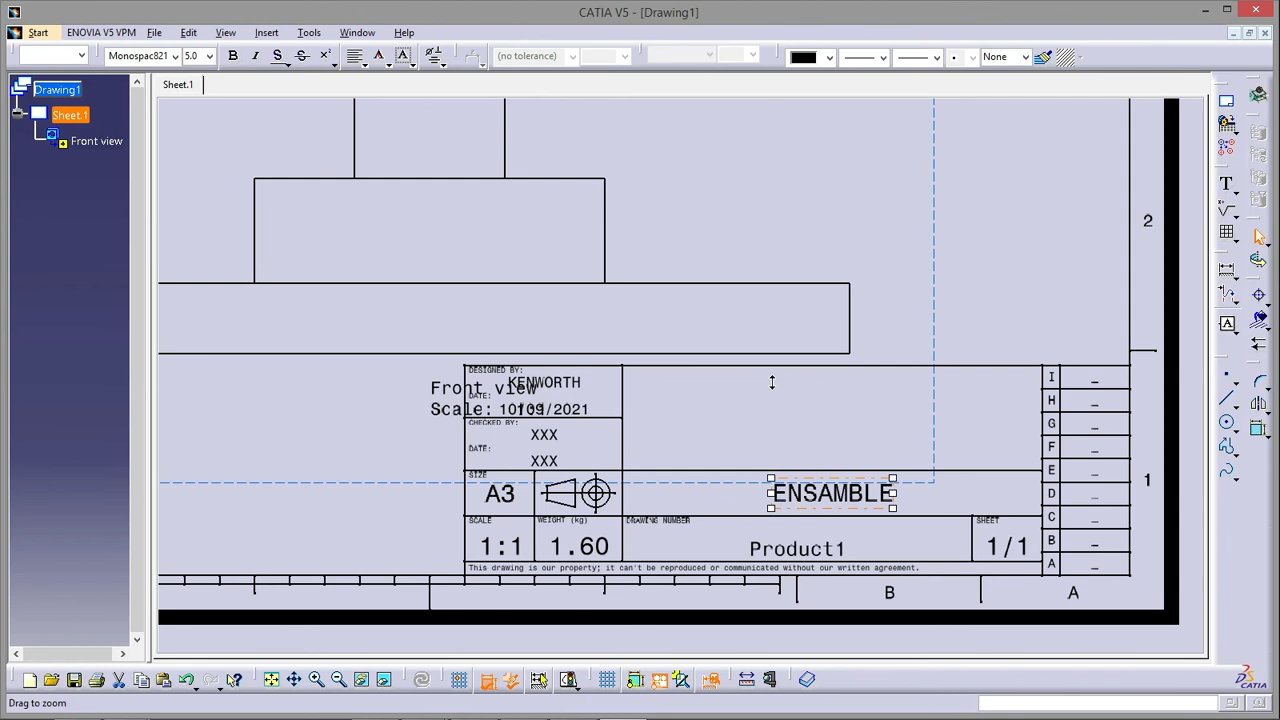 CATIA V5 - [Drawing1]
Start ENOVIA V5 VPM File Edit View Insert Tools Window Help
Monospac821 5.0 B I S X (no tolerance) None
Drawing1
Sheet.1
Front view
Sheet.1
2
DESIGNED BY:
KENWORTH
Front view
DATE:
Scale: 1:1
10/09/2021
CHECKED BY:
XXX
DATE:
XXX
SIZE
A3
ENSAMBLE
SCALE
1:1
WEIGHT (kg)
1.60
DRAWING NUMBER
Product1
SHEET
1/1
This drawing is our property; it can't be reproduced or communicated without our written agreement.
I _
H _
G _
F _
E _
D _
C _
B _
A _
1
B A
CATIA
Drag to zoom